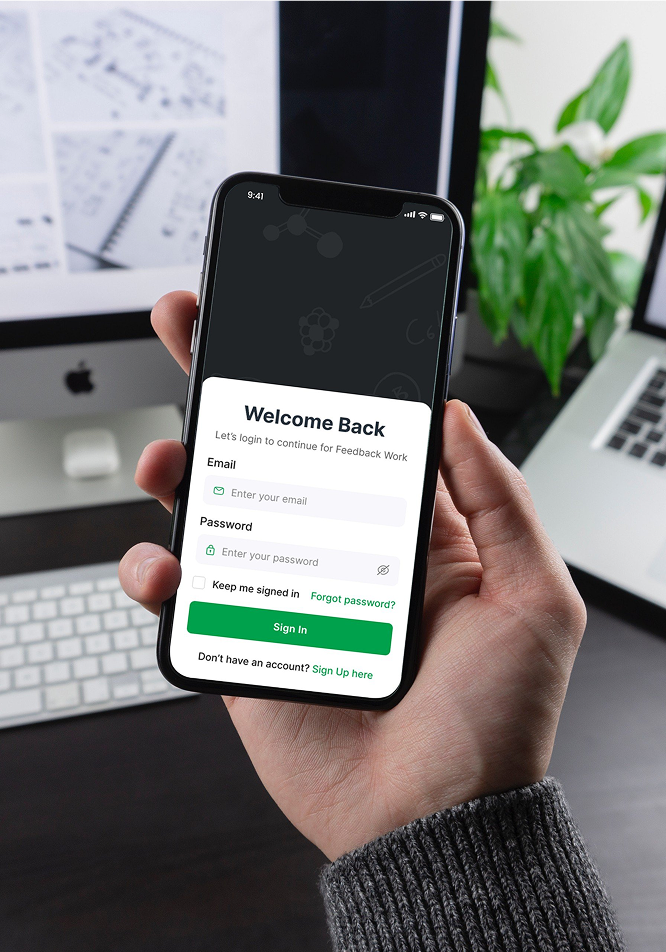 9:41
Welcome Back
Let's login to continue for Feedback Work
Email
Enter your email
Password
Enter your password
Keep me signed in Forgot password?
Sign In
Don't have an account? Sign Up here